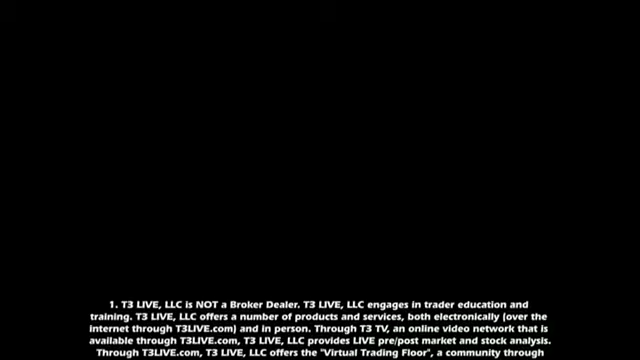 1. T3 LIVE, LLC is NOT a Broker Dealer. T3 LIVE, LLC engages in trader education and
training. T3 LIVE, LLC offers a number of products and services, both electronically (over the
Internet through T3LIVE.com) and in person. Through T3 TV, an online video network that is
available through T3LIVE.com, T3 LIVE, LLC provides LIVE pre/post market and stock analysis.
Through T3LIVE.com, T3 LIVE, LLC offers the "Virtual Trading Floor", a community through